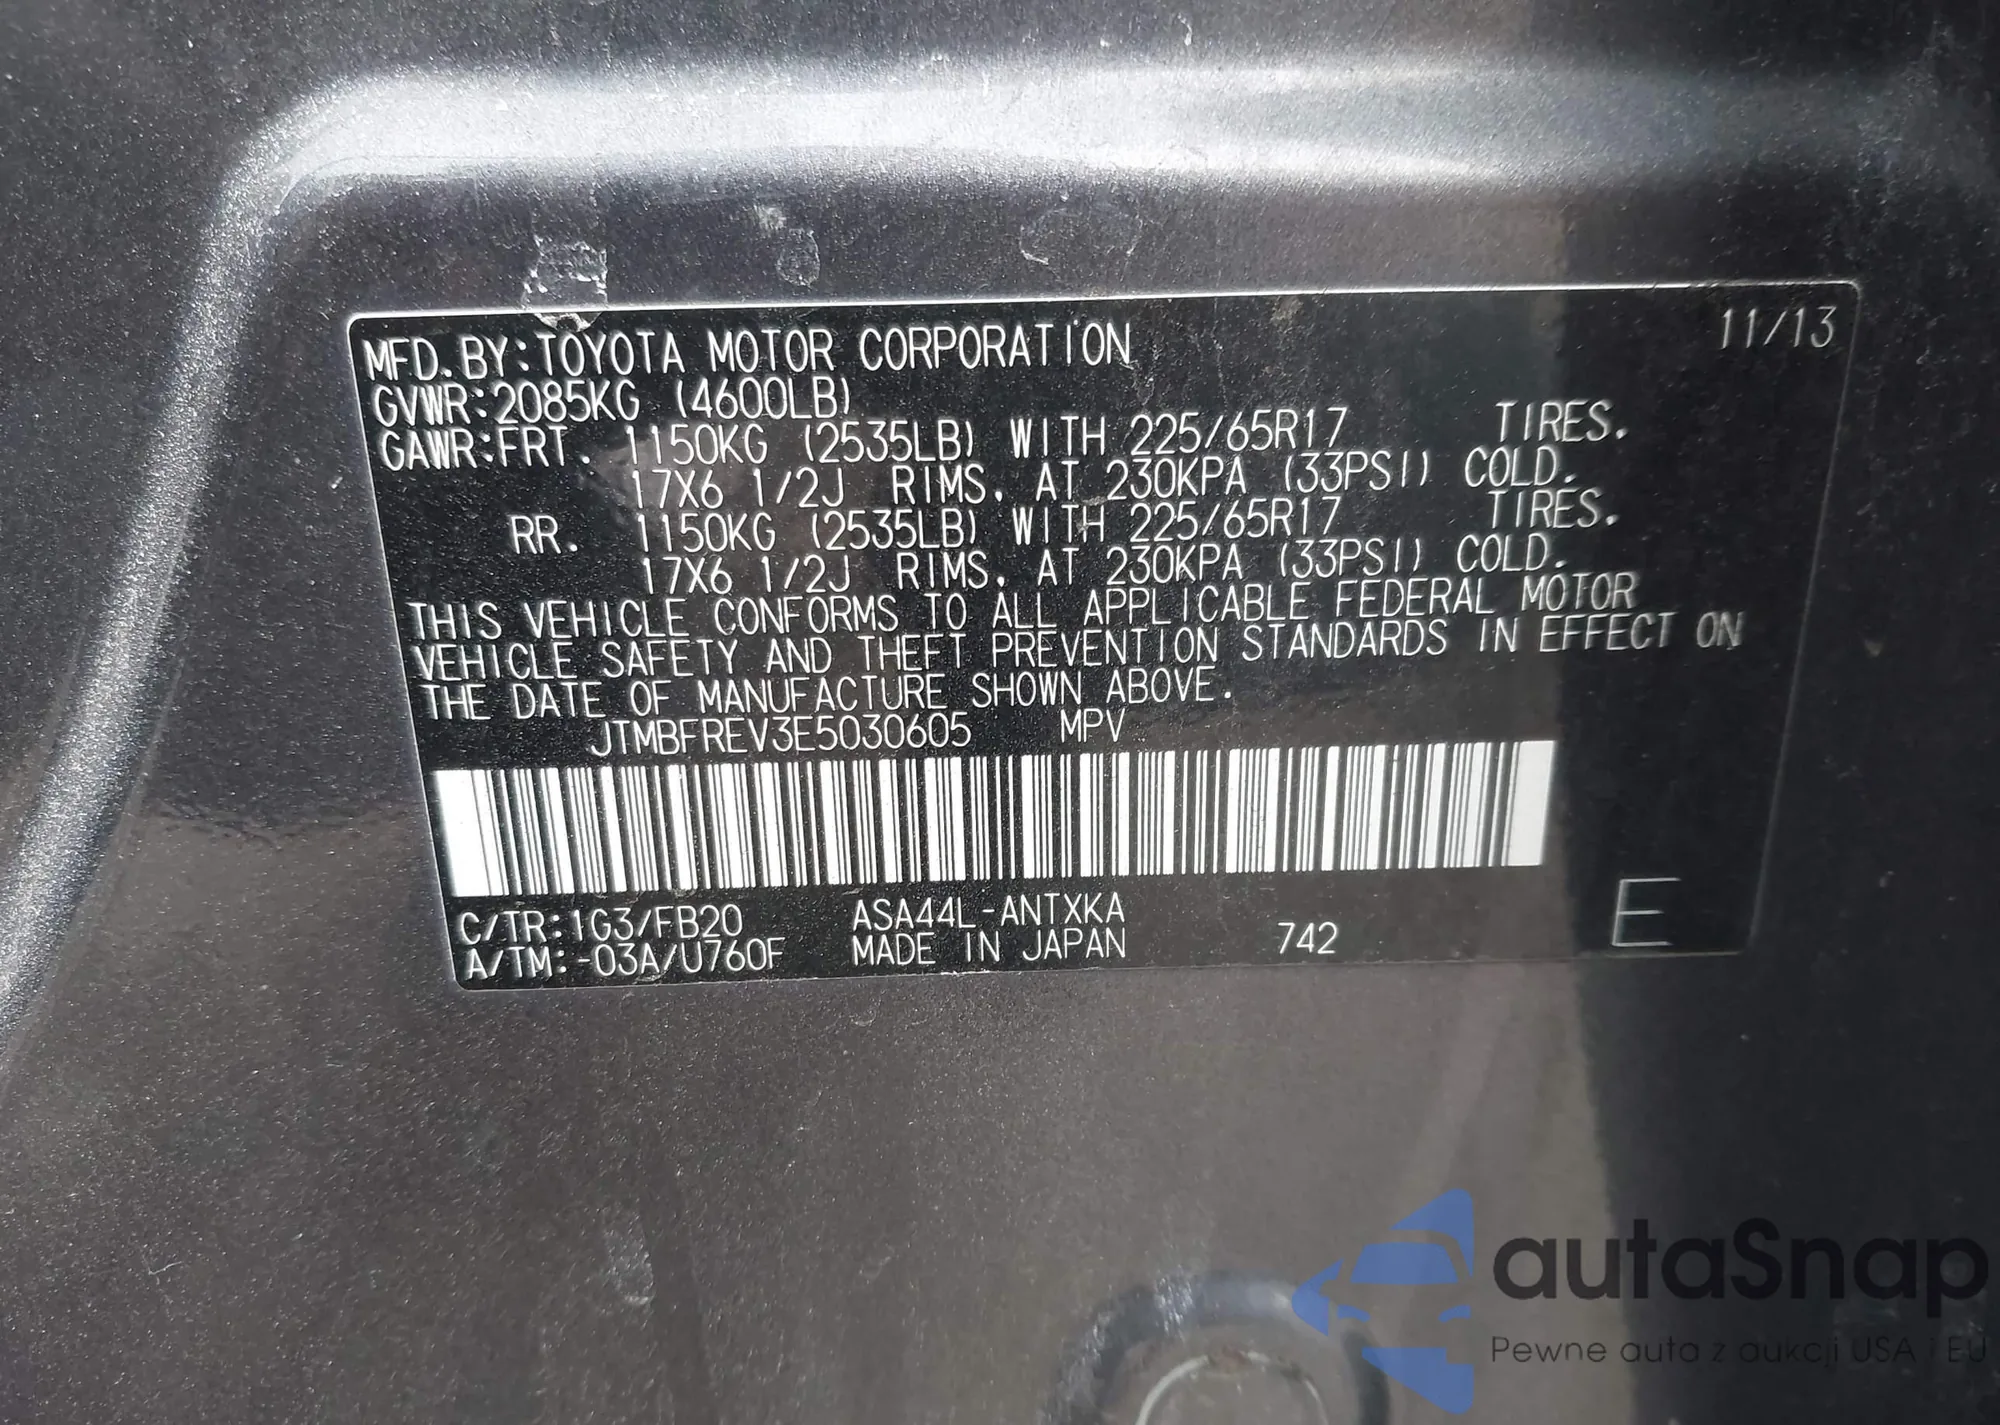 11/13
MFD.BY:TOYOTA MOTOR CORPORATION
GVWR:2085KG (4600LB)
GAWR:FRT. 1150KG (2535LB) WITH 225/65R17 TIRES.
17X6 1/2J RIMS, AT 230KPA (33PSI) COLD.
RR. 1150KG (2535LB) WITH 225/65R17 TIRES.
17X6 1/2J RIMS, AT 230KPA (33PSI) COLD.
THIS VEHICLE CONFORMS TO ALL APPLICABLE FEDERAL MOTOR
VEHICLE SAFETY AND THEFT PREVENTION STANDARDS IN EFFECT ON
THE DATE OF MANUFACTURE SHOWN ABOVE.
JTMBFREV3E5030605 MPV
C/TR:1G3/FB20 ASA44L-ANTXKA
A/TM:-03A/U760F MADE IN JAPAN 742 E
autaSnap
Pewne auta z aukcji USA i EU